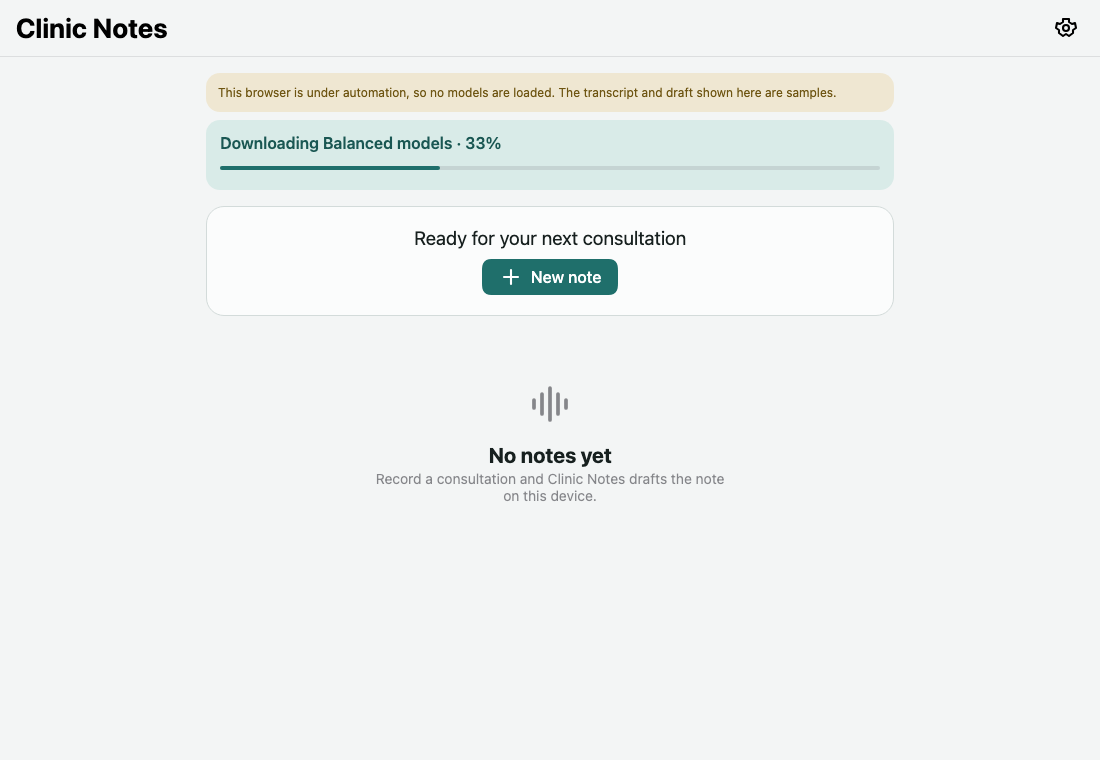 Clinic Notes
This browser is under automation, so no models are loaded. The transcript and draft shown here are samples.
Downloading Balanced models · 33%
Ready for your next consultation
New note
No notes yet
Record a consultation and Clinic Notes drafts the note
on this device.